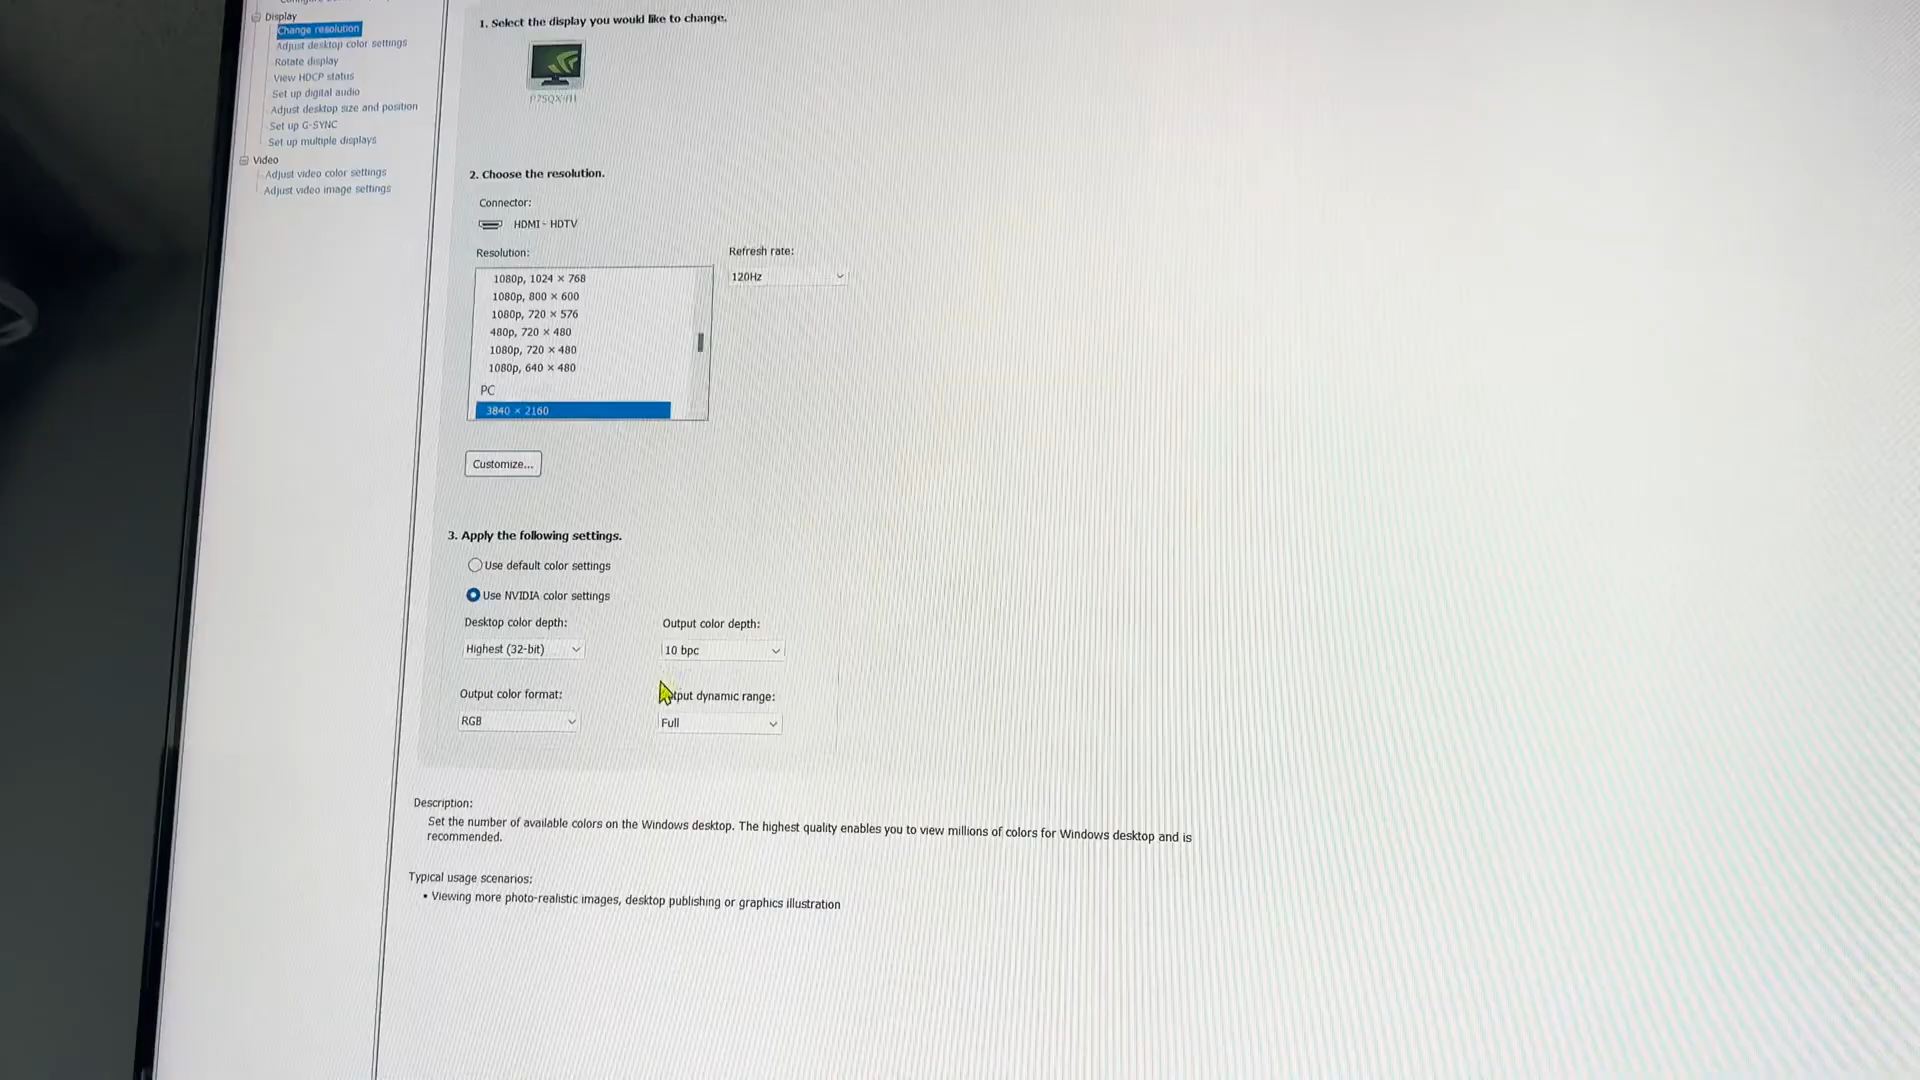 Display
Change resolution
Adjust desktop color settings
Rotate display
View HDCP status
Set up digital audio
Adjust desktop size and position
Set up G-SYNC
Set up multiple displays
Video
Adjust video color settings
Adjust video image settings
1. Select the display you would like to change.
2. Choose the resolution.
Connector:
HDMI - HDTV
Resolution:
Refresh rate:
120Hz
1080p, 1024 × 768
1080p, 800 × 600
1080p, 720 × 576
480p, 720 × 480
1080p, 720 × 480
1080p, 640 × 480
PC
3840 × 2160
Customize...
3. Apply the following settings.
Use default color settings
Use NVIDIA color settings
Desktop color depth:
Output color depth:
Highest (32-bit)
10 bpc
Output color format:
dynamic range:
RGB
Full
Description:
Set the number of available colors on the Windows desktop. The highest quality enables you to view millions of colors for Windows desktop and is
recommended.
Typical usage scenarios:
• Viewing more photo-realistic images, desktop publishing or graphics illustration